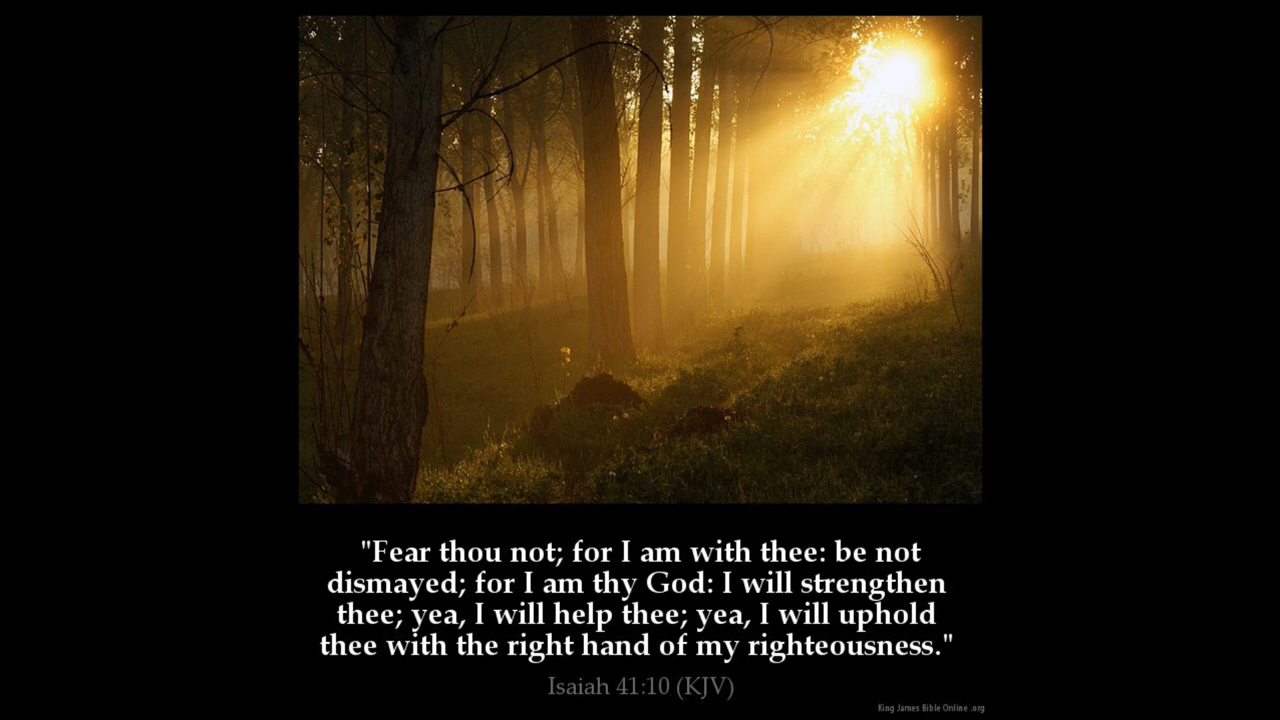 "Fear thou not; for I am with thee: be not
dismayed; for I am thy God: I will strengthen
thee; yea, I will help thee; yea, I will uphold
thee with the right hand of my righteousness."
Isaiah 41:10 (KJV)
King James Bible Online .org